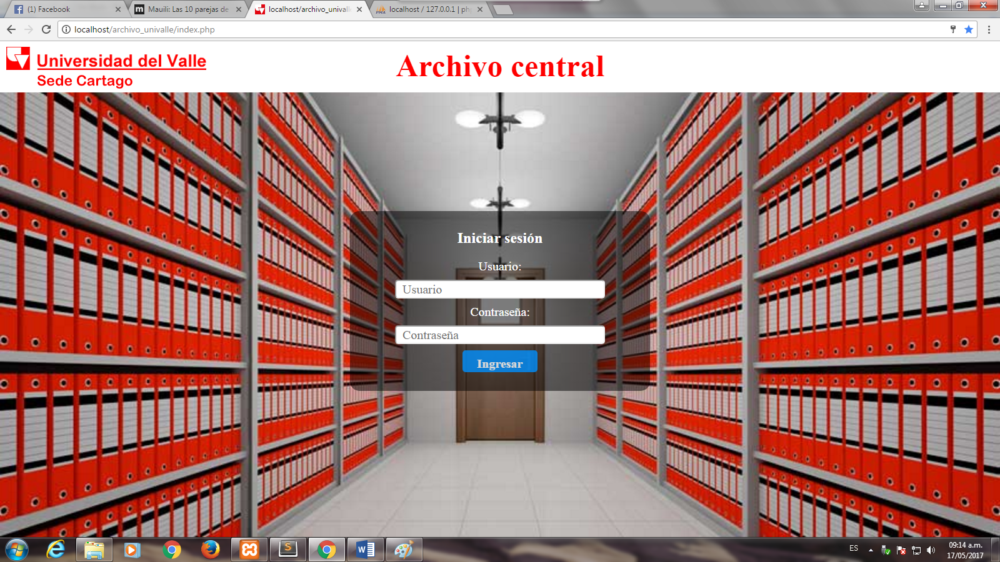 (1) Facebook
Mauili: Las 10 parejas de
localhost/archivo_univalle
localhost / 127.0.0.1 | ph
localhost/archivo_univalle/index.php
Universidad del Valle
Sede Cartago
Archivo central
Iniciar sesión
Usuario:
Usuario
Contraseña:
Contraseña
Ingresar
ES
09:14 a.m.
17/05/2017